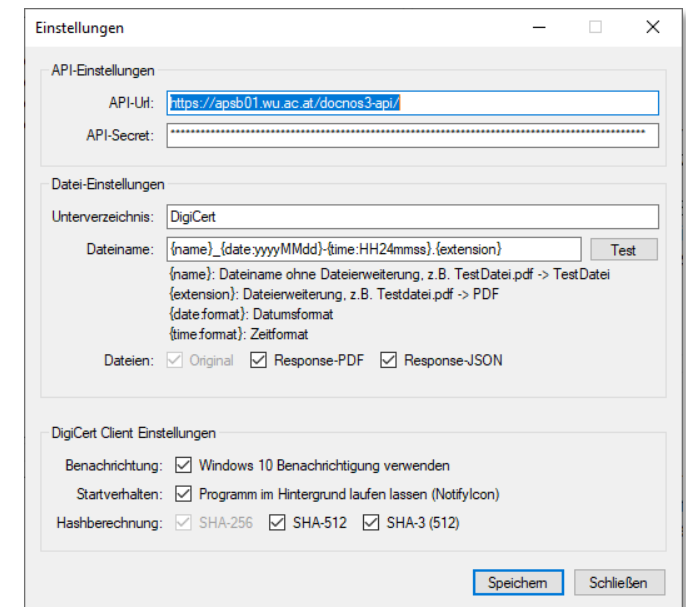 Einstellungen
API-Einstellungen
API-Url: https://apsb01.wu.ac.at/docnos3-api/
API-Secret: ************************************************************************************************
Datei-Einstellungen
Unterverzeichnis: DigiCert
Dateiname: {name}_{date:yyyyMMdd}-{time:HH24mmss}.{extension} Test
{name}: Dateiname ohne Dateierweiterung, z.B. TestDatei.pdf -> TestDatei
{extension}: Dateierweiterung, z.B. Testdatei.pdf -> PDF
{date:format}: Datumsformat
{time:format}: Zeitformat
Dateien: Original Response-PDF Response-JSON
DigiCert Client Einstellungen
Benachrichtung: Windows 10 Benachrichtigung verwenden
Startverhalten: Programm im Hintergrund laufen lassen (NotifyIcon)
Hashberechnung: SHA-256 SHA-512 SHA-3 (512)
Speichern Schließen